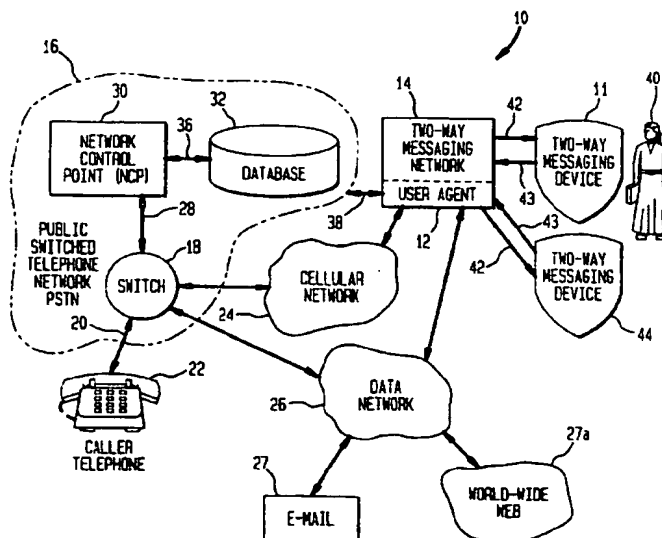 10
16
30
NETWORK
CONTROL
POINT (NCP)
36
32
DATABASE
14
TWO-WAY
MESSAGING
NETWORK
USER AGENT
12
42
43
11
TWO-WAY
MESSAGING
DEVICE
40
38
28
PUBLIC
SWITCHED
TELEPHONE
NETWORK
PSTN
18
SWITCH
20
24
CELLULAR
NETWORK
43
42
TWO-WAY
MESSAGING
DEVICE
44
22
CALLER
TELEPHONE
26
DATA
NETWORK
27
E-MAIL
27a
WORLD-WIDE
WEB